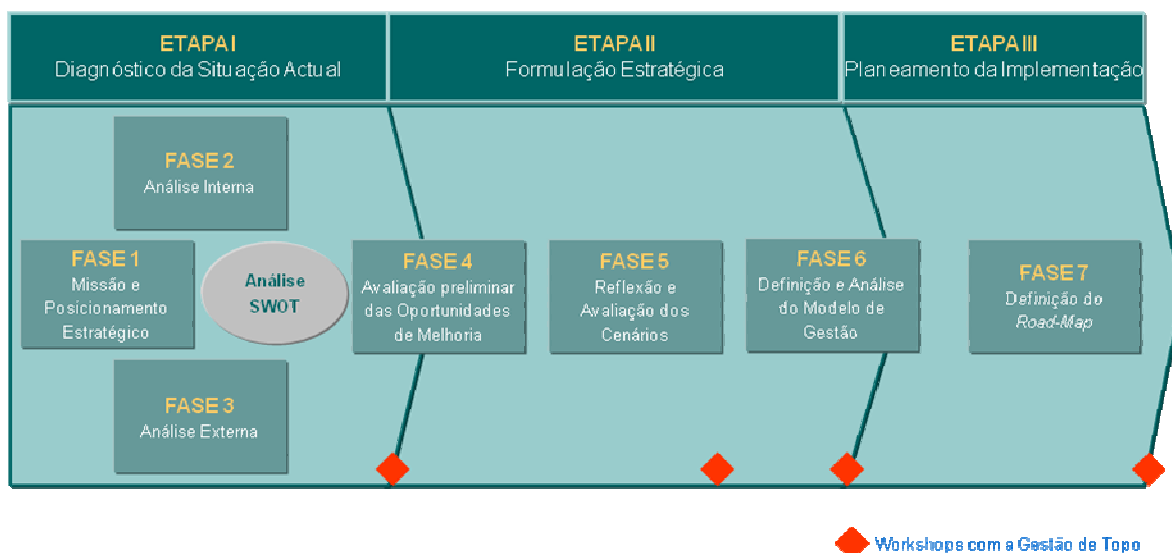 ETAPA I
Diagnóstico da Situação Actual
ETAPA II
Formulação Estratégica
ETAPA III
Planeamento da Implementação
FASE 2
Análise Interna
FASE 1
Missão e
Posicionamento
Estratégico
Análise
SWOT
FASE 3
Análise Externa
FASE 4
Avaliação preliminar
das Oportunidades
de Melhoria
FASE 5
Reflexão e
Avaliação dos
Cenários
FASE 6
Definição e Análise
do Modelo de
Gestão
FASE 7
Definição do
Road-Map
Workshops com a Gestão de Topo